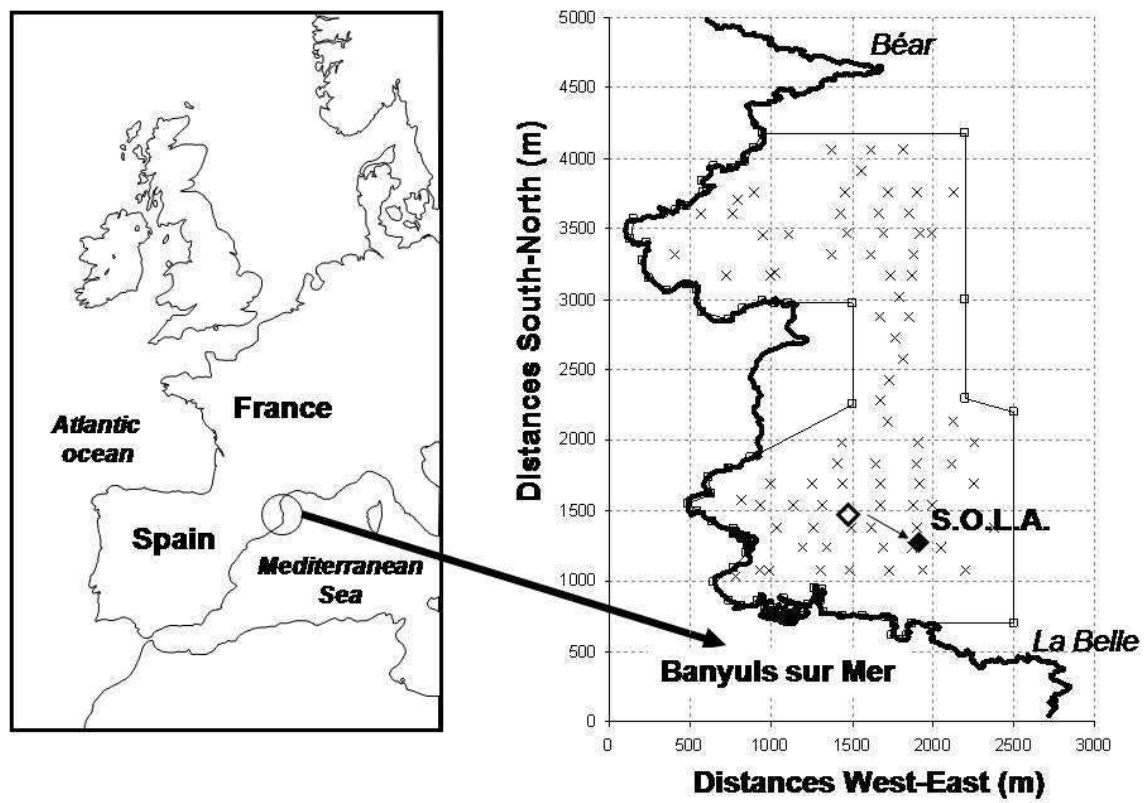 Atlantic
ocean
France
Spain
Mediterranean
Sea
Distances South-North (m)
5000
4500
4000
3500
3000
2500
2000
1500
1000
500
0
Béar
S.O.L.A.
La Belle
Banyuls sur Mer
0
500
1000
1500
2000
2500
3000
Distances West-East (m)